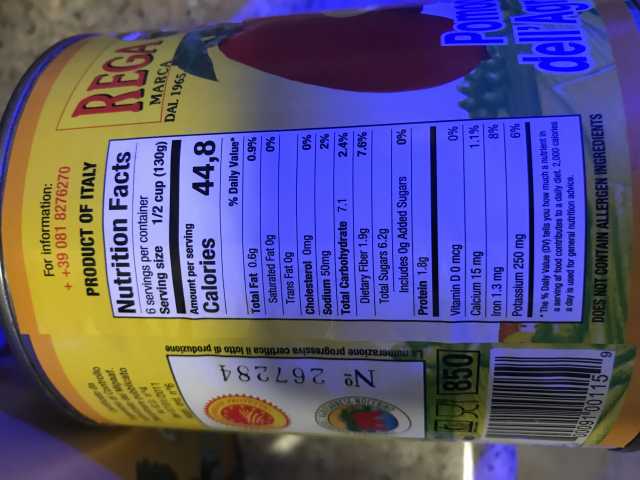 REGA
MARCA
DAL 1965
Pomo
dell'Ag
For information:
+ +39 081 8276270
PRODUCT OF ITALY
Nutrition Facts
6 servings per container
Serving size 1/2 cup (130g)
Amount per serving
Calories 44,8
% Daily Value*
Total Fat 0.6g 0.9%
Saturated Fat 0g 0%
Trans Fat 0g
Cholesterol 0mg 0%
Sodium 50mg 2%
Total Carbohydrate 7.1 2.4%
Dietary Fiber 1.9g 7.6%
Total Sugars 6.2g
Includes 0g Added Sugars 0%
Protein 1.8g
Vitamin D 0 mcg 0%
Calcium 15 mg 1.1%
Iron 1.3 mg 8%
Potassium 250 mg 6%
* The % Daily Value (DV) tells you how much a nutrient in
a serving of food contributes to a daily diet. 2,000 calories
a day is used for general nutrition advice.
DOES NOT CONTAIN ALLERGEN INGREDIENTS
La numerazione progressiva certifica il lotto di produzione
Nº 267284
850